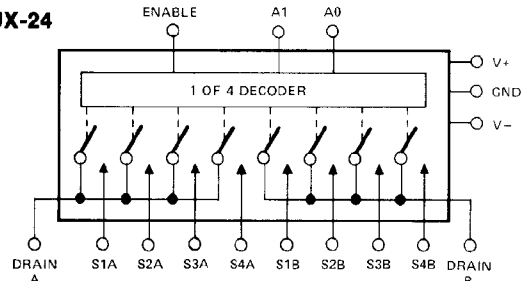 UX-24
ENABLE A1 A0
V+
1 OF 4 DECODER
GND
V−
DRAIN A S1A S2A S3A S4A S1B S2B S3B S4B DRAIN